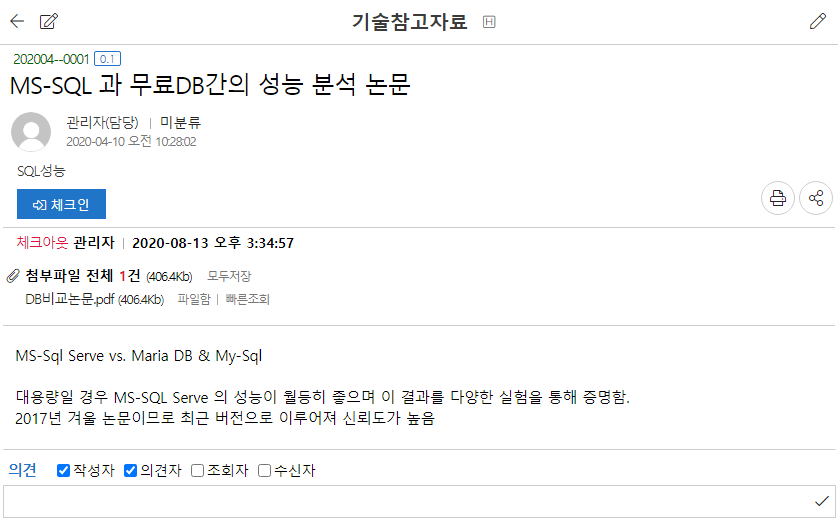 기술참고자료 H
202004--0001 0.1
MS-SQL 과 무료DB간의 성능 분석 논문
관리자(담당) | 미분류
2020-04-10 오전 10:28:02
SQL성능
체크인
체크아웃 관리자 | 2020-08-13 오후 3:34:57
첨부파일 전체 1건 (406.4Kb) 모두저장
DB비교논문.pdf (406.4Kb) 파일함 | 빠른조회
MS-Sql Serve vs. Maria DB & My-Sql
대용량일 경우 MS-SQL Serve 의 성능이 월등히 좋으며 이 결과를 다양한 실험을 통해 증명함.
2017년 겨울 논문이므로 최근 버전으로 이루어져 신뢰도가 높음
의견 작성자 의견자 조회자 수신자